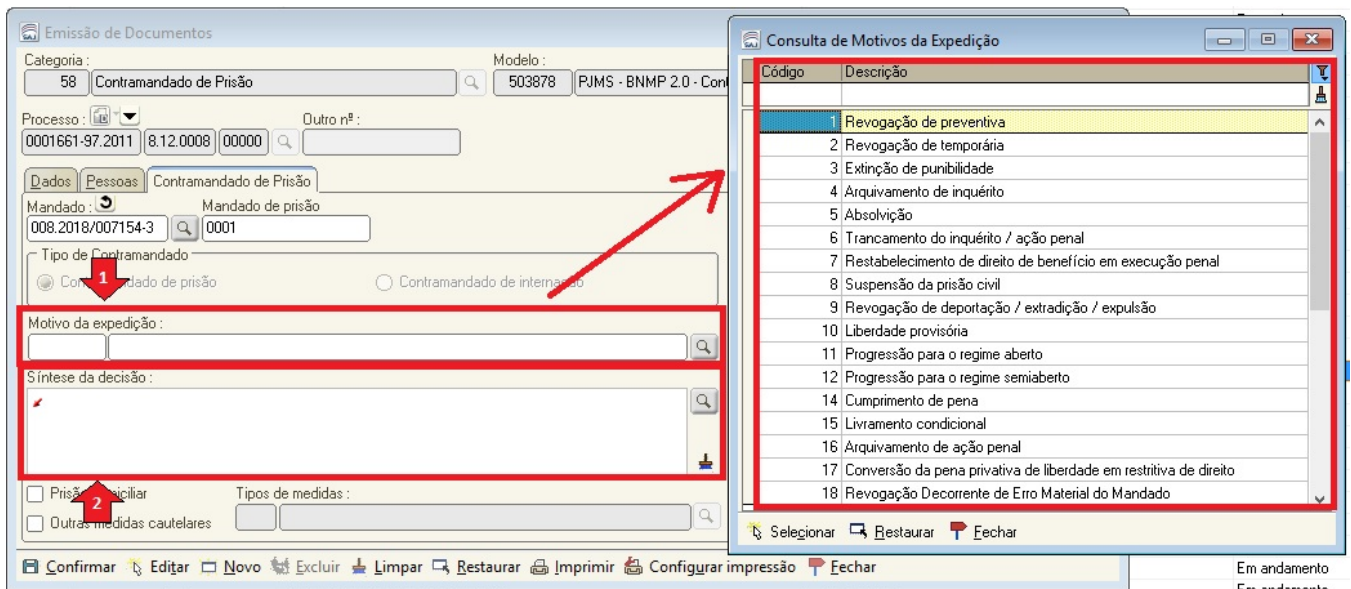 Emissão de Documentos
Categoria :
58 Contramandado de Prisão
Modelo :
503878 PJMS - BNMP 2.0 -
Processo :
Outro nº :
0001661-97.2011 8.12.0008 00000
Dados Pessoas Contramandado de Prisão
Mandado :
Mandado de prisão
008.2018/007154-3 0001
Tipo de Contramandado
de prisão
Contramandado de
1
Motivo da expedição :
Síntese da decisão :
2
Tipos de medidas :
Outras medidas cautelares
Confirmar Editar Novo Excluir Limpar Restaurar Imprimir Configurar impressão Fechar
Consulta de Motivos da Expedição
Código Descrição
1 Revogação de preventiva
2 Revogação de temporária
3 Extinção de punibilidade
4 Arquivamento de inquérito
5 Absolvição
6 Trancamento do inquérito / ação penal
7 Restabelecimento de direito de benefício em execução penal
8 Suspensão da prisão civil
9 Revogação de deportação / extradição / expulsão
10 Liberdade provisória
11 Progressão para o regime aberto
12 Progressão para o regime semiaberto
14 Cumprimento de pena
15 Livramento condicional
16 Arquivamento de ação penal
17 Conversão da pena privativa de liberdade em restritiva de direito
18 Revogação Decorrente de Erro Material do Mandado
Selecionar Restaurar Fechar
Em andamento